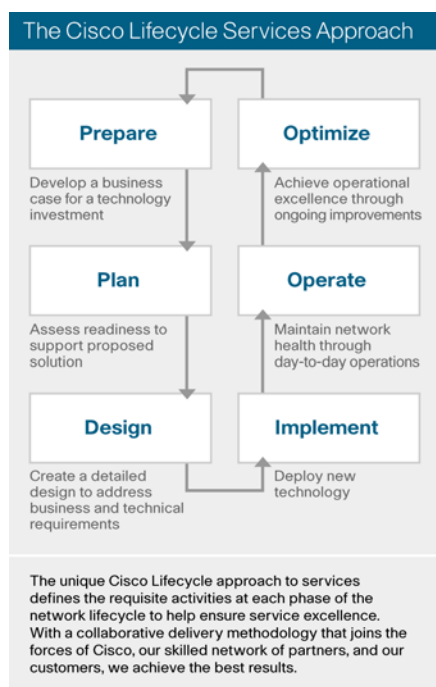 The Cisco Lifecycle Services Approach
Prepare
Develop a business
case for a technology
investment
Plan
Assess readiness to
support proposed
solution
Design
Create a detailed
design to address
business and technical
requirements
Implement
Deploy new
technology
Operate
Maintain network
health through
day-to-day operations
Optimize
Achieve operational
excellence through
ongoing improvements
The unique Cisco Lifecycle approach to services
defines the requisite activities at each phase of the
network lifecycle to help ensure service excellence.
With a collaborative delivery methodology that joins the
forces of Cisco, our skilled network of partners, and our
customers, we achieve the best results.